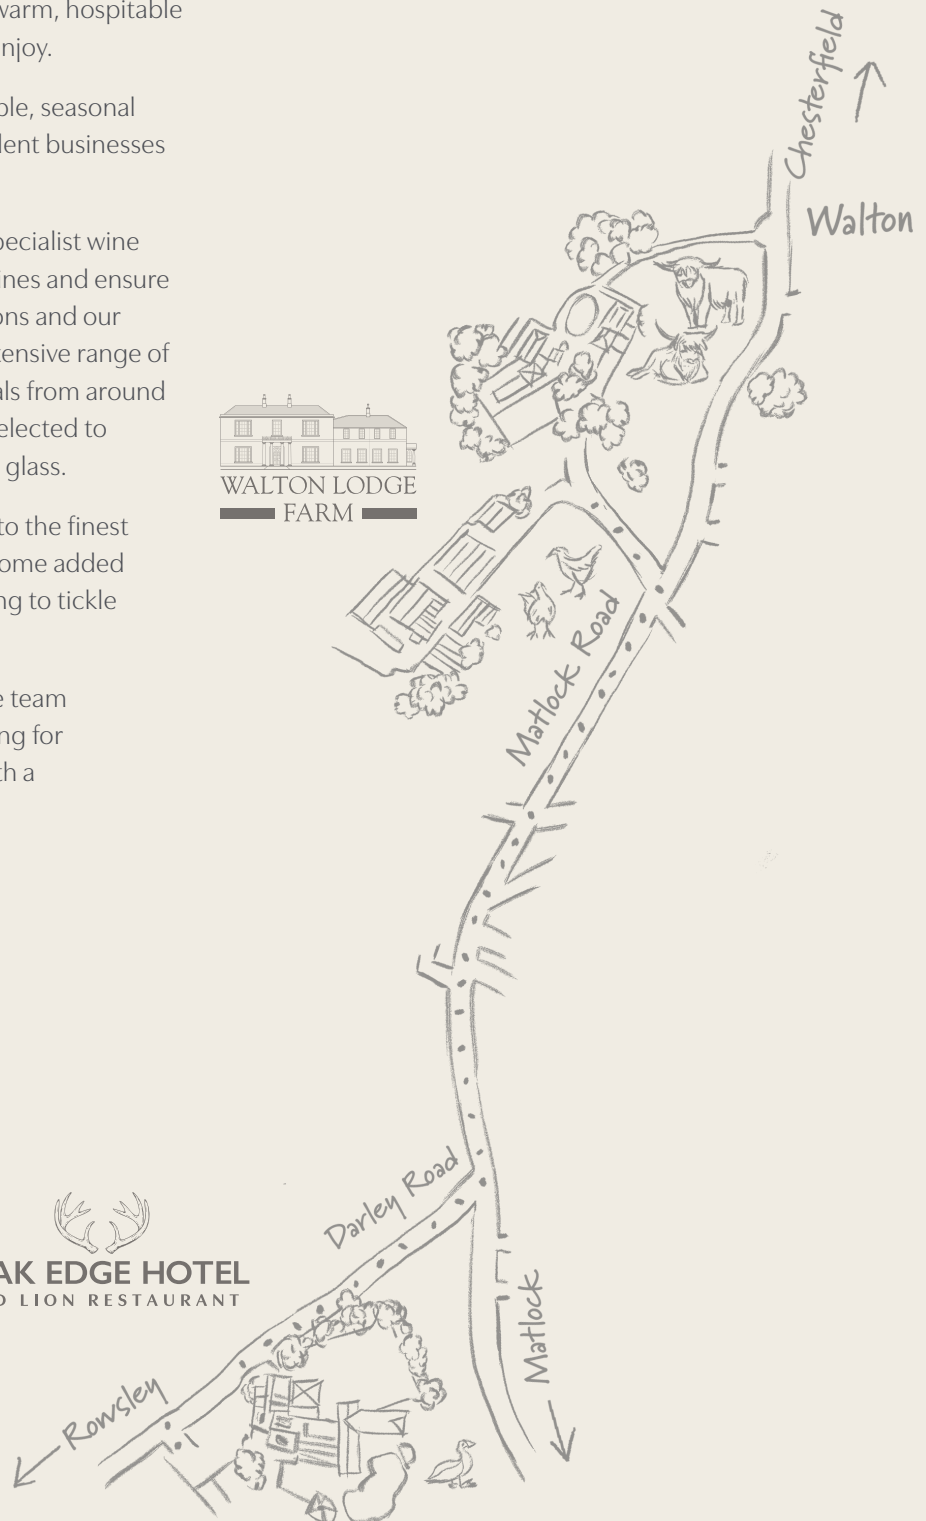 warm, hospitable
njoy.
ble, seasonal
dent businesses
pecialist wine
ines and ensure
ons and our
tensive range of
als from around
elected to
glass.
to the finest
ome added
ng to tickle
e team
ng for
th a
Chesterfield
Walton
WALTON LODGE
FARM
Matlock Road
Darley Road
AK EDGE HOTEL
D LION RESTAURANT
Matlock
Rowsley